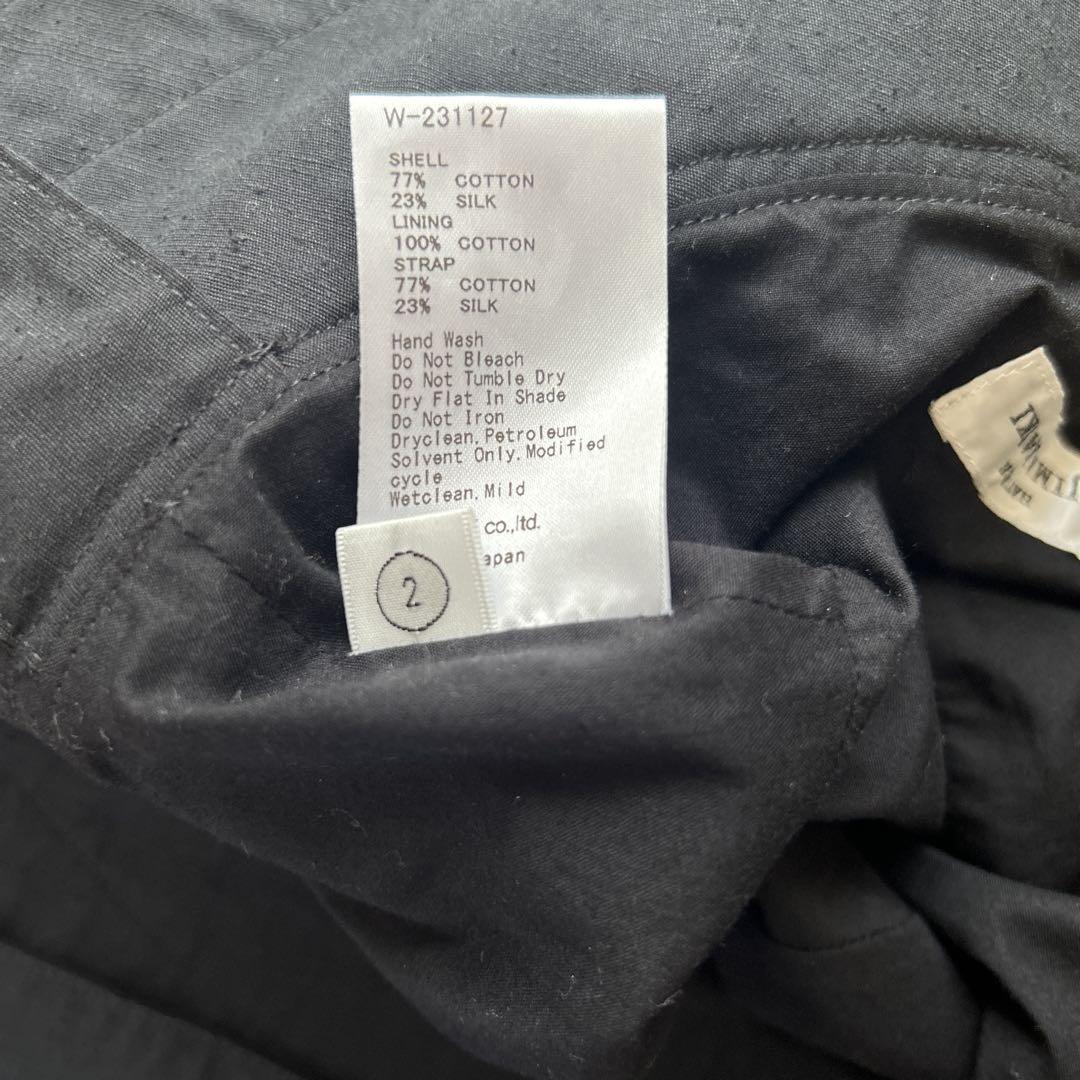 W-231127
SHELL
77% COTTON
23% SILK
LINING
100% COTTON
STRAP
77% COTTON
23% SILK
Hand Wash
Do Not Bleach
Do Not Tumble Dry
Dry Flat In Shade
Do Not Iron
Dryclean,Petroleum
Solvent Only,Modified
cycle
Wetclean,Mild
co.,ltd.
apan
2